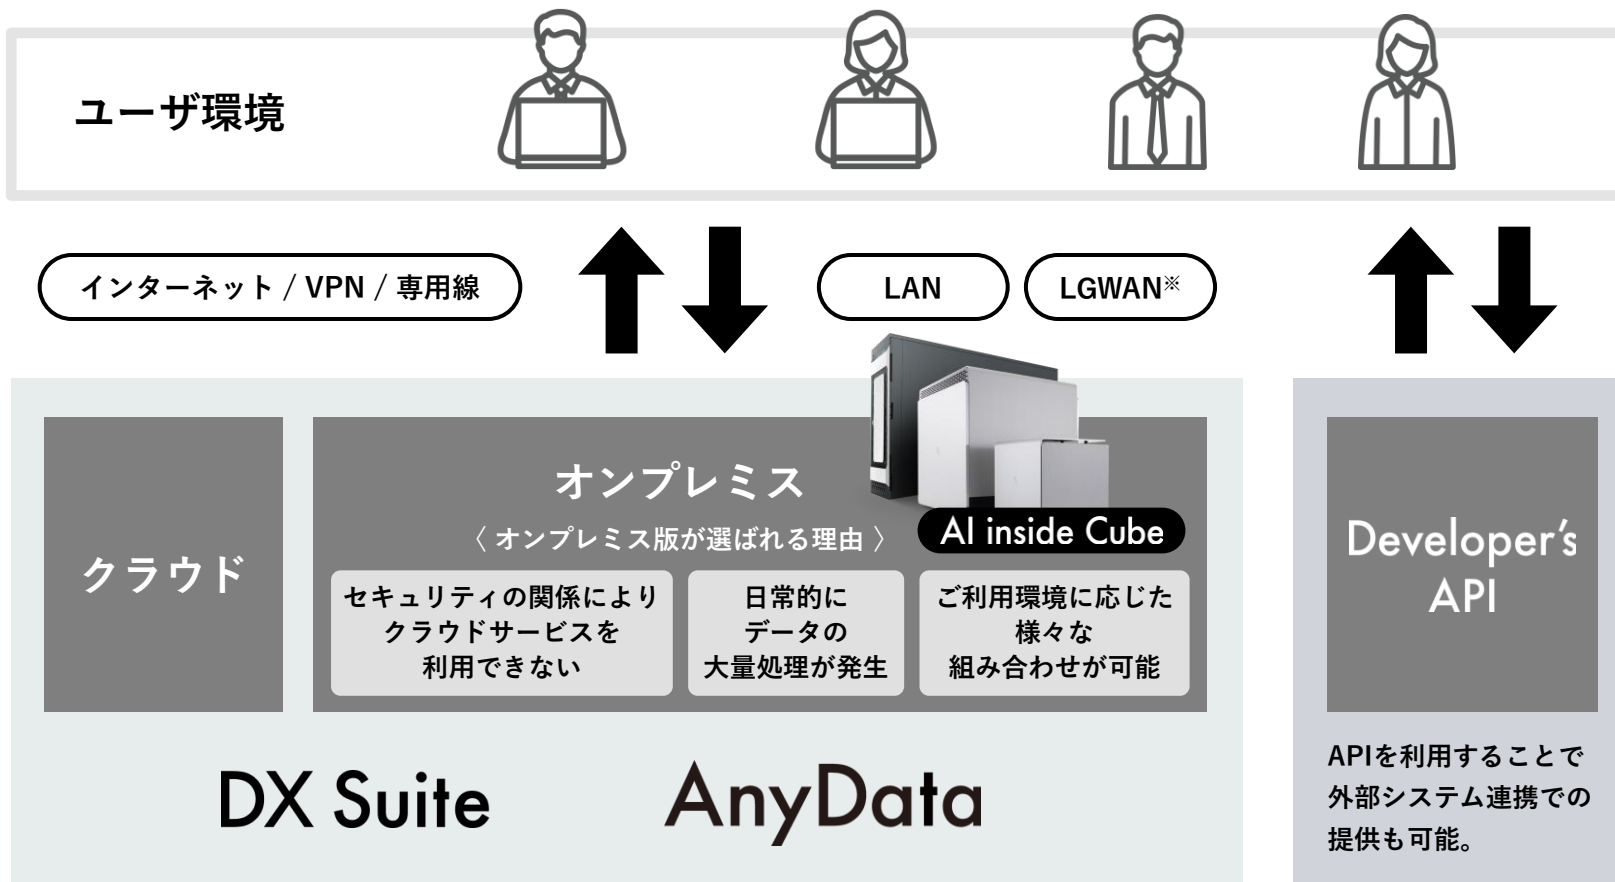 ユーザ環境
インターネット / VPN / 専用線
LAN
LGWAN※
クラウド
オンプレミス
〈 オンプレミス版が選ばれる理由 〉
AI inside Cube
セキュリティの関係により
クラウドサービスを
利用できない
日常的に
データの
大量処理が発生
ご利用環境に応じた
様々な
組み合わせが可能
DX Suite
AnyData
Developer's
API
APIを利用することで
外部システム連携での
提供も可能。